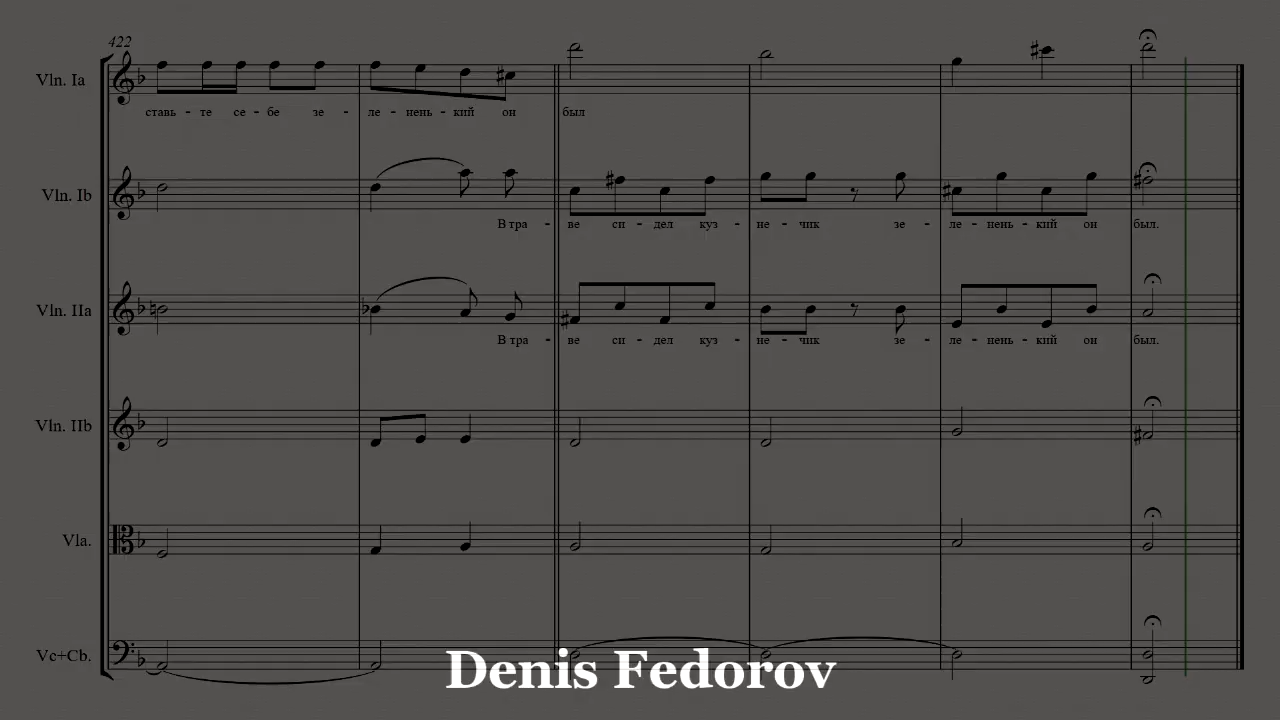 422
Vln. Ia
ставь - те се - бе зе - ле - нень - кий он был
Vln. Ib
В тра - ве си - дел куз - не - чик зе - ле - нень - кий он был.
Vln. IIa
В тра - ве си - дел куз - не - чик зе - ле - нень - кий он был.
Vln. IIb
Vla.
Vc+Cb.
Denis Fedorov